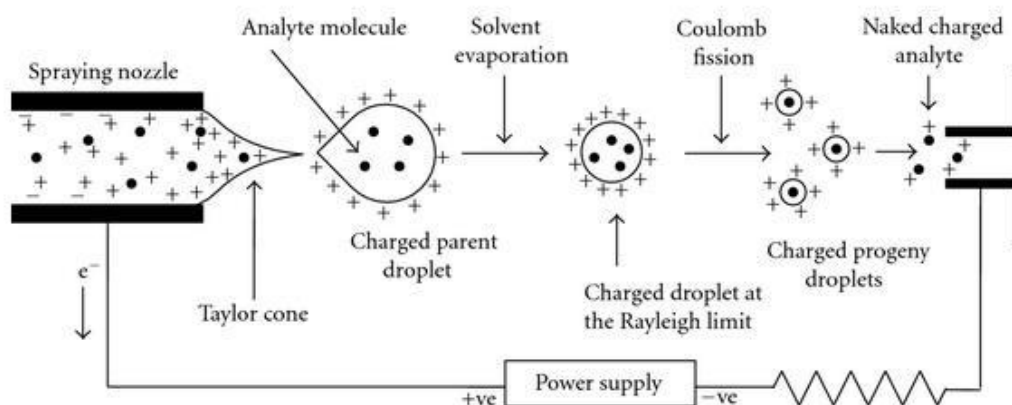 Analyte molecule
Solvent
evaporation
Coulomb
fission
Naked charged
analyte
Spraying nozzle
Charged parent
droplet
Charged progeny
droplets
e⁻
Taylor cone
Charged droplet at
the Rayleigh limit
+ve
Power supply
−ve